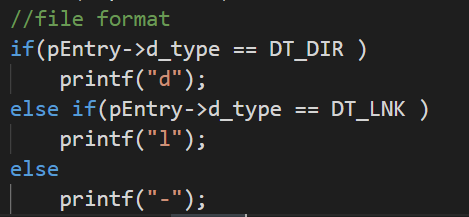 //file format
if(pEntry->d_type == DT_DIR )
    printf("d");
else if(pEntry->d_type == DT_LNK )
    printf("l");
else
    printf("-");